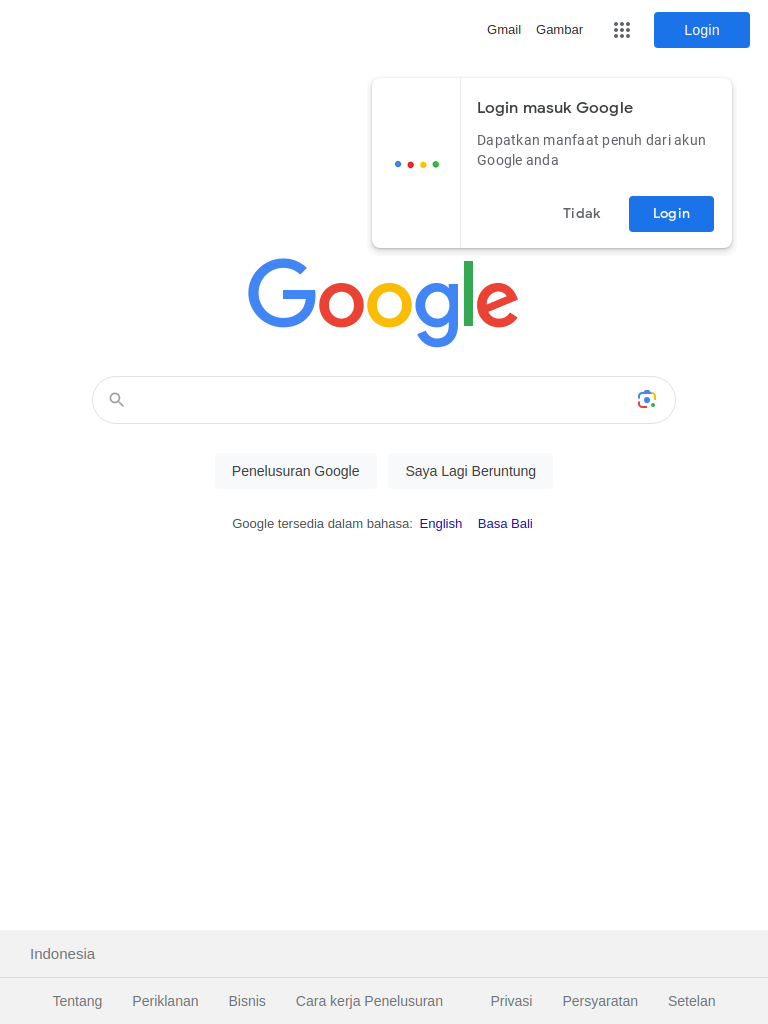 Gmail Gambar Login
Login masuk Google
Dapatkan manfaat penuh dari akun
Google anda
Tidak Login
Google
Penelusuran Google Saya Lagi Beruntung
Google tersedia dalam bahasa: English Basa Bali
Indonesia
Tentang Periklanan Bisnis Cara kerja Penelusuran Privasi Persyaratan Setelan